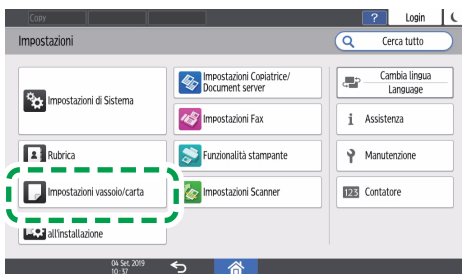 Copy
?
Login
Impostazioni
Cerca tutto
Impostazioni di Sistema
Impostazioni Copiatrice/
Document server
Cambia lingua
Language
Impostazioni Fax
Assistenza
Rubrica
Funzionalità stampante
Manutenzione
Impostazioni vassoio/carta
Impostazioni Scanner
123 Contatore
all'installazione
04 Set. 2019
10:37